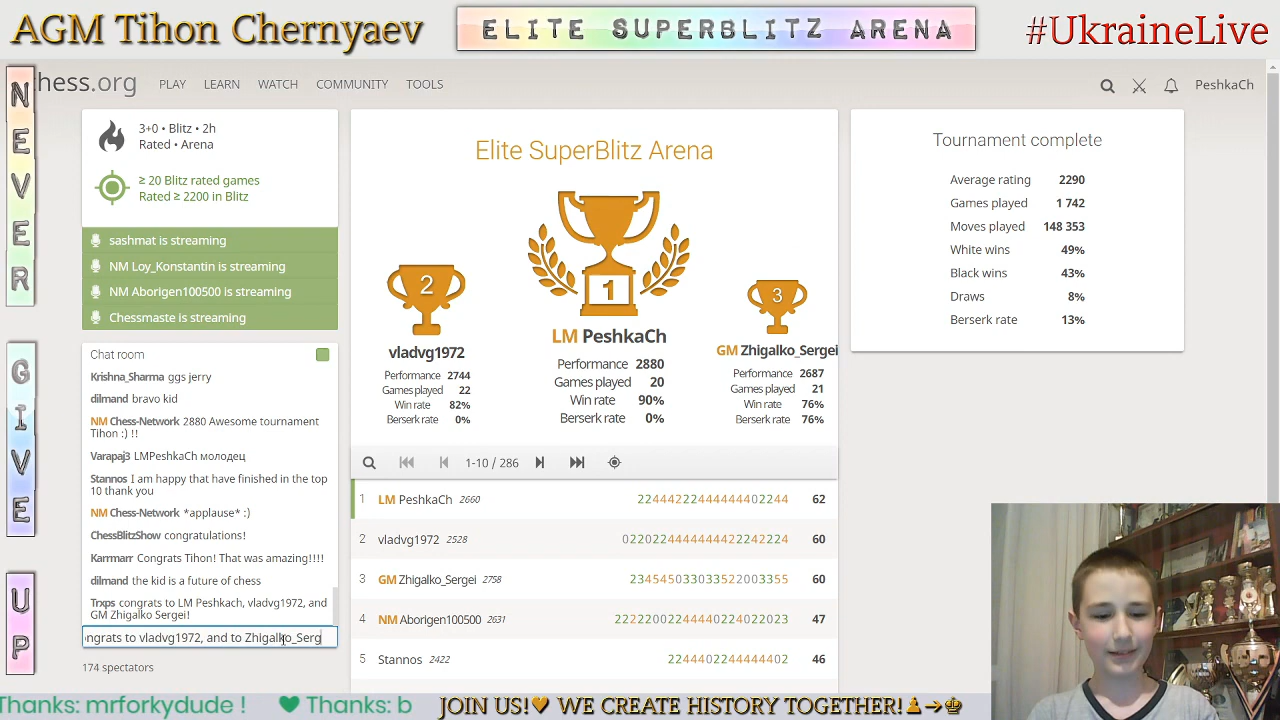 AGM Tihon Chernyaev
ELITE SUPERBLITZ ARENA
#UkraineLive
NEVER
GIVE
UP
hess.org
PLAY LEARN WATCH COMMUNITY TOOLS
PeshkaCh
3+0 • Blitz • 2h
Rated • Arena
≥ 20 Blitz rated games
Rated ≥ 2200 in Blitz
sashmat is streaming
NM Loy_Konstantin is streaming
NM Aborigen100500 is streaming
Chessmaste is streaming
Chat room
Krishna_Sharma ggs jerry
dilmand bravo kid
NM Chess-Network 2880 Awesome tournament
Tihon :) !!
Varapaj3 LMPeshkaCh молодец
Stannos I am happy that have finished in the top
10 thank you
NM Chess-Network *applause* :)
ChessBlitzShow congratulations!
Karrmarr Congrats Tihon! That was amazing!!!!
dilmand the kid is a future of chess
Trxps congrats to LM Peshkach, vladvg1972, and
GM Zhigalko Sergei!
ongrats to vladvg1972, and to Zhigalko_Serg
174 spectators
Elite SuperBlitz Arena
2
1
3
vladvg1972
Performance 2744
Games played 22
Win rate 82%
Berserk rate 0%
LM PeshkaCh
Performance 2880
Games played 20
Win rate 90%
Berserk rate 0%
GM Zhigalko_Sergei
Performance 2687
Games played 21
Win rate 76%
Berserk rate 76%
1-10 / 286
1 LM PeshkaCh 2660 22444222444444402244 62
2 vladvg1972 2528 0220224444444422242224 60
3 GM Zhigalko_Sergei 2758 234545033033522003355 60
4 NM Aborigen100500 2631 2222220022444224022023 47
5 Stannos 2422 22444022444444402 46
Tournament complete
Average rating 2290
Games played 1 742
Moves played 148 353
White wins 49%
Black wins 43%
Draws 8%
Berserk rate 13%
Thanks: mrforkydude ! Thanks: b
JOIN US! WE CREATE HISTORY TOGETHER!